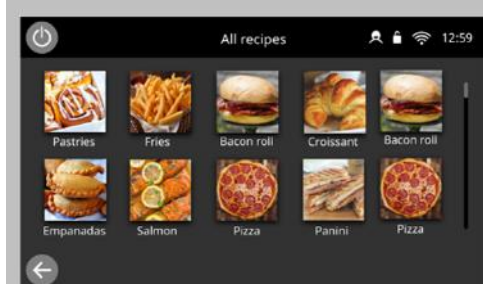 All recipes
12:59
Pastries
Fries
Bacon roll
Croissant
Bacon roll
Empanadas
Salmon
Pizza
Panini
Pizza